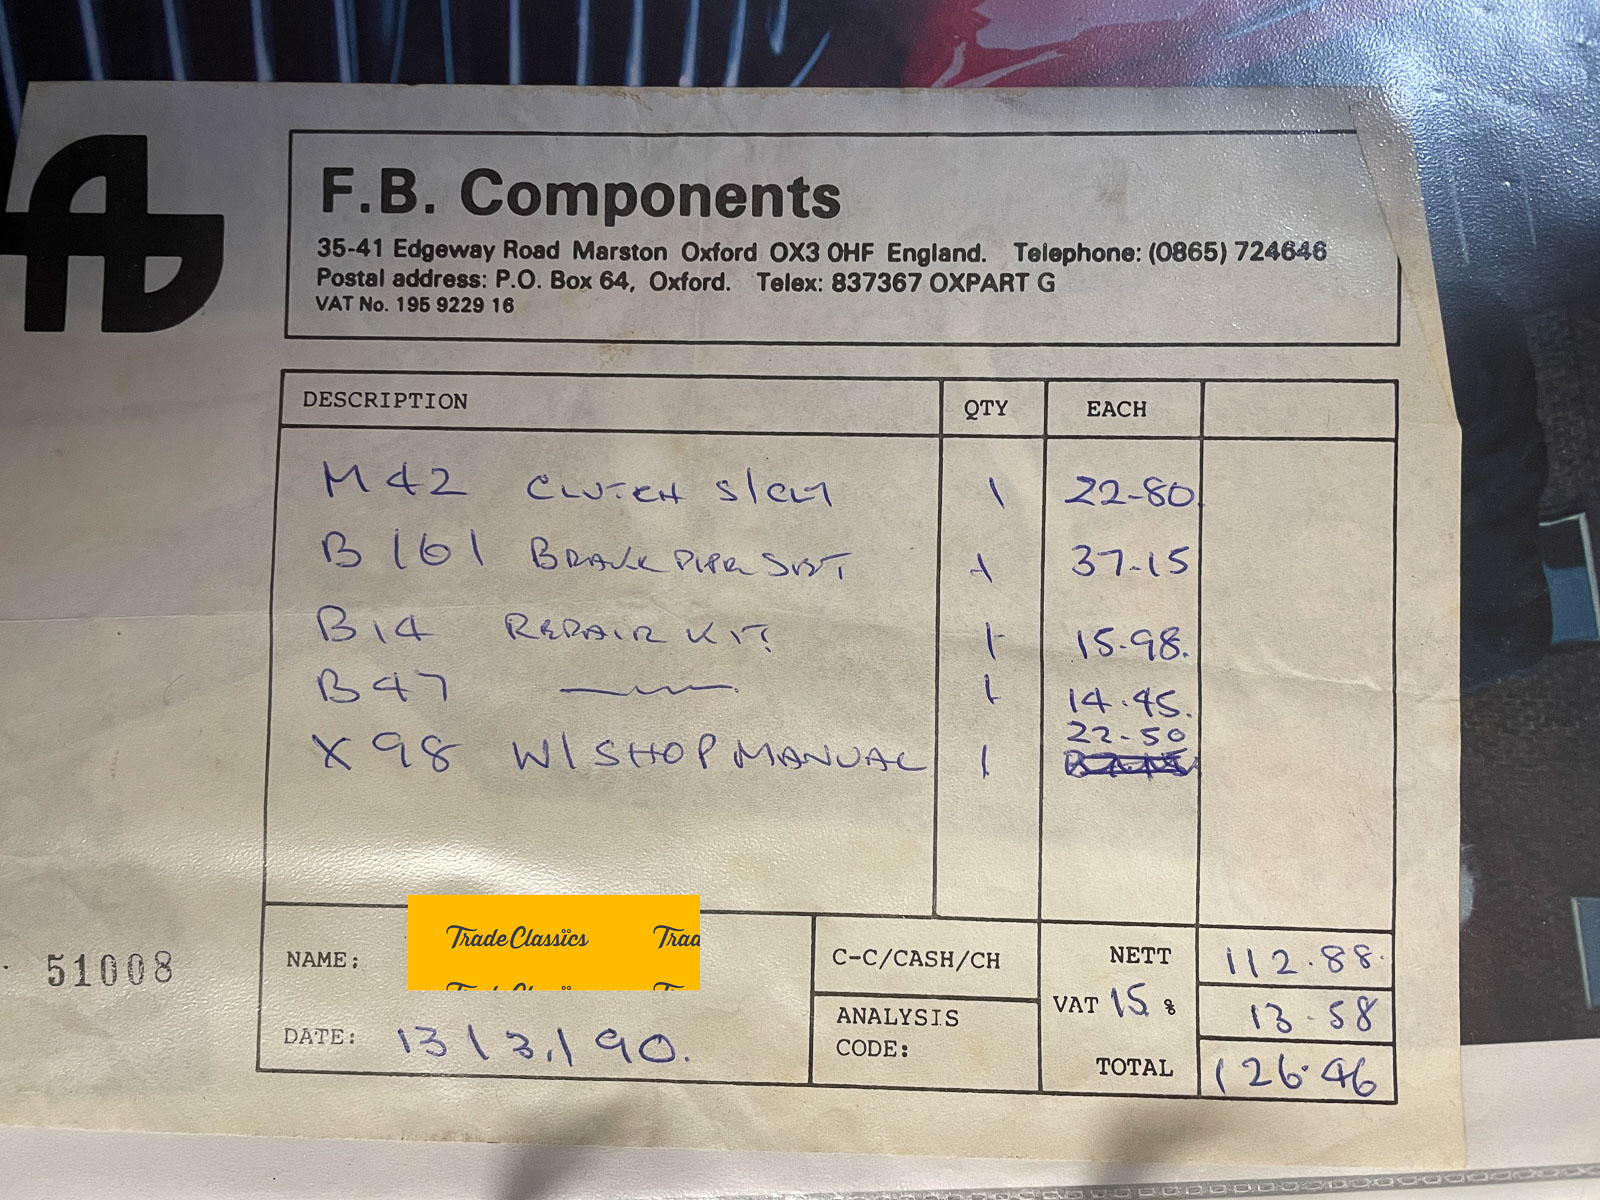 F.B. Components
35-41 Edgeway Road Marston Oxford OX3 0HF England. Telephone: (0865) 724646
Postal address: P.O. Box 64, Oxford. Telex: 837367 OXPART G
VAT No. 195 9229 16
DESCRIPTION QTY EACH
M42 CLUTCH S/CLY 1 22-80
B161 BRAKE PIPE SET 1 37-15
B14 REPAIR KIT 1 15-98.
B47 1 14.45.
22-50
X98 W/SHOP MANUAL 1
NAME: TradeClassics Trad
C-C/CASH/CH
NETT 112.88.
51008
VAT 15 % 13-58
ANALYSIS
CODE:
DATE: 13/3/90.
TOTAL 126.46